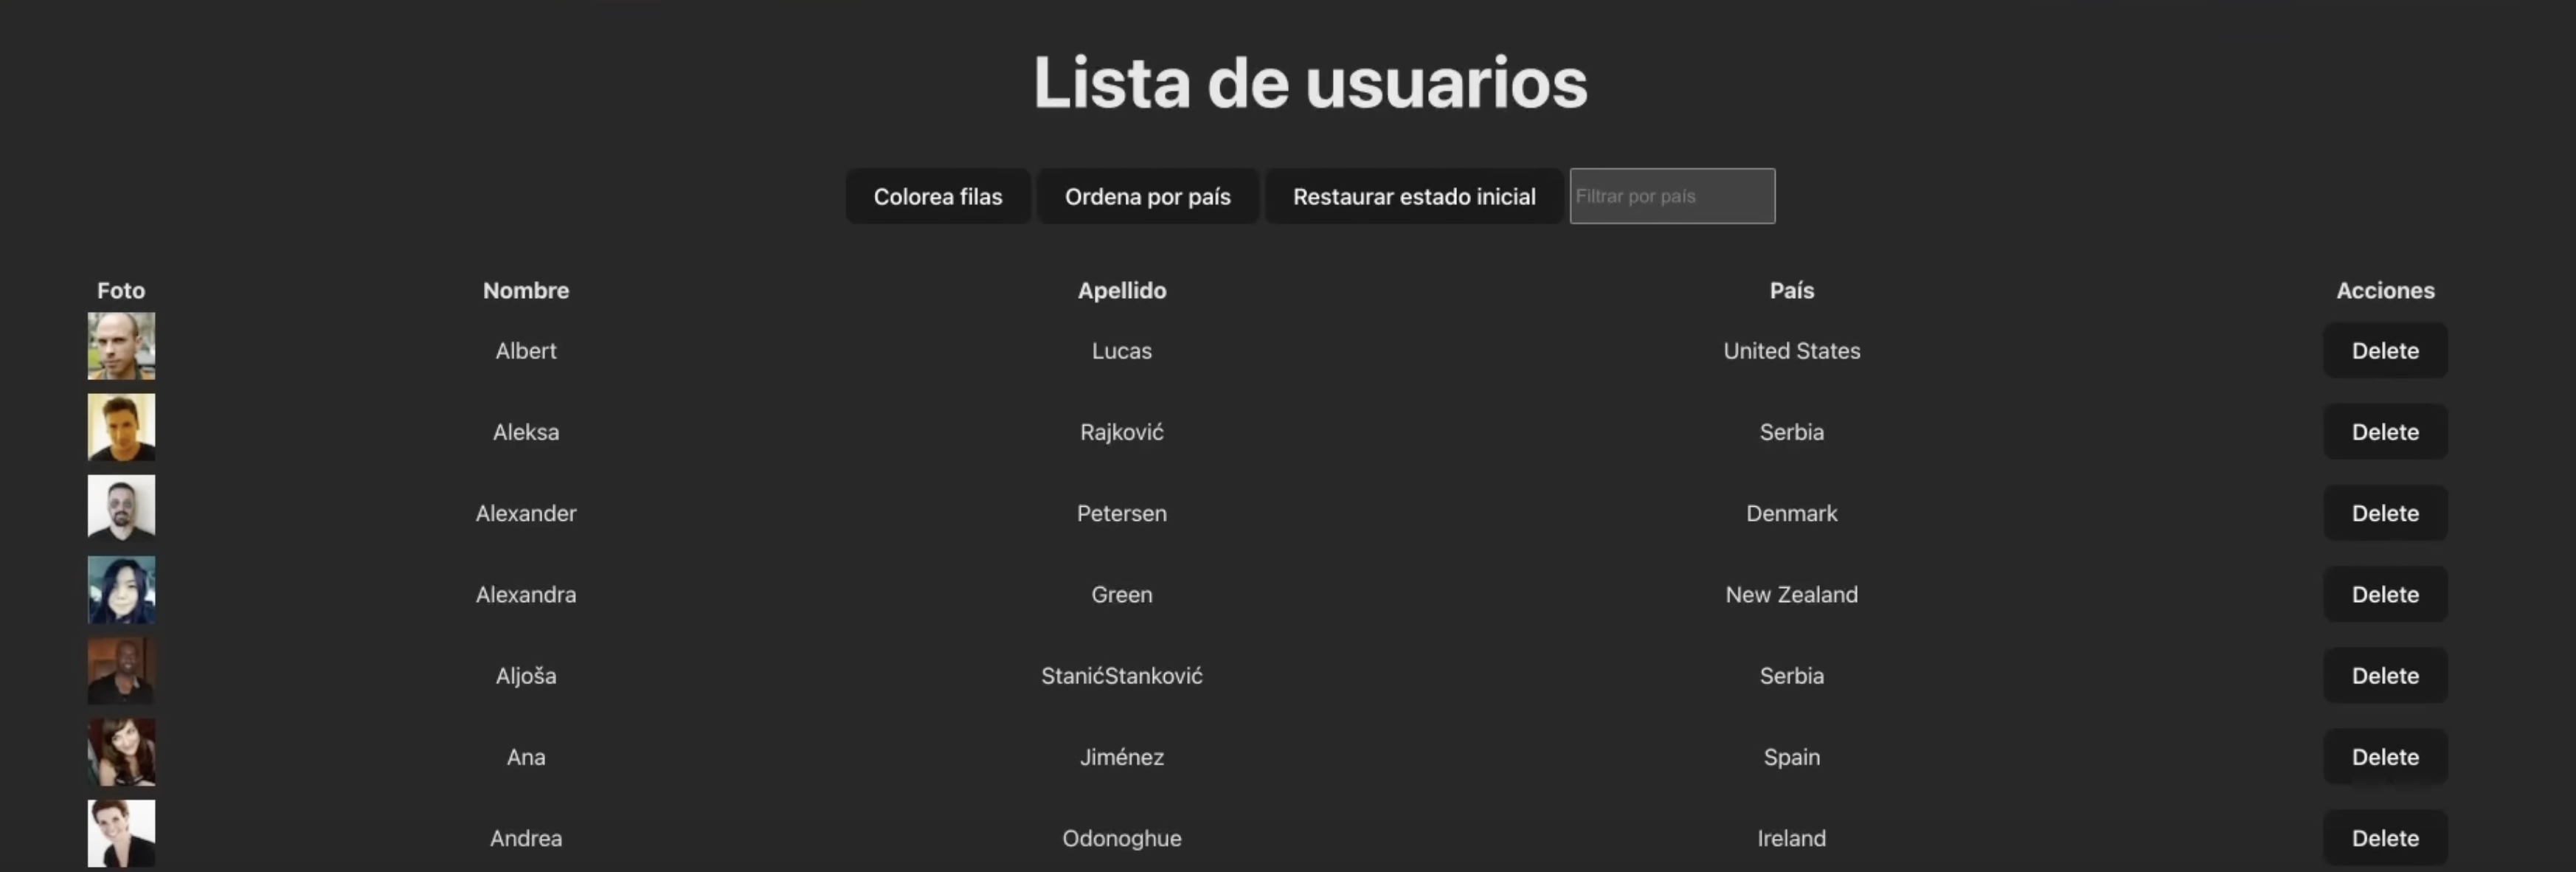 Lista de usuarios
Colorea filas Ordena por país Restaurar estado inicial Filtrar por país
Foto Nombre Apellido País Acciones
Albert Lucas United States Delete
Aleksa Rajković Serbia Delete
Alexander Petersen Denmark Delete
Alexandra Green New Zealand Delete
Aljoša StanićStanković Serbia Delete
Ana Jiménez Spain Delete
Andrea Odonoghue Ireland Delete